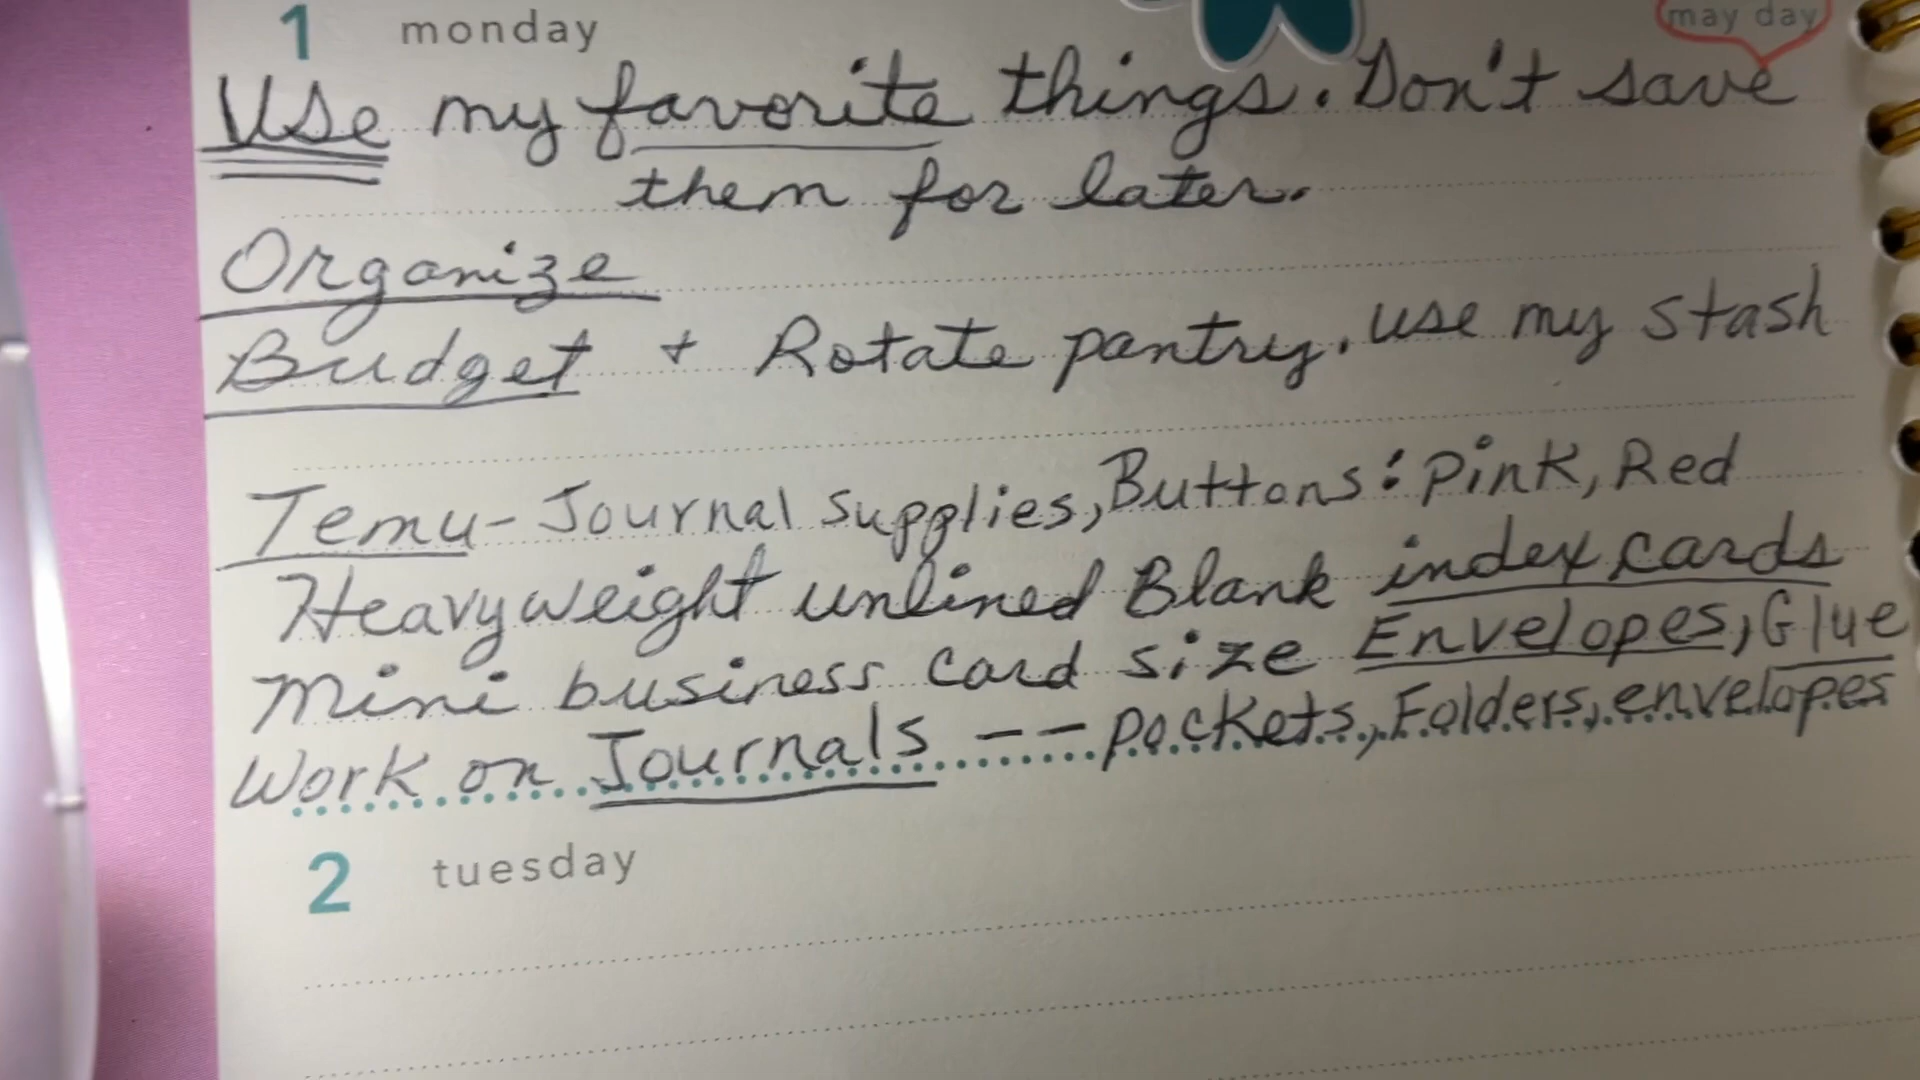 1 monday may day
Use my favorite things. Don't save
them for later.
Organize
Budget + Rotate pantry. use my stash
Temu - Journal supplies, Buttons: Pink, Red
Heavyweight unlined Blank index cards
Mini business card size Envelopes, Glue
Work on Journals -- pockets, Folders, envelopes
2 tuesday